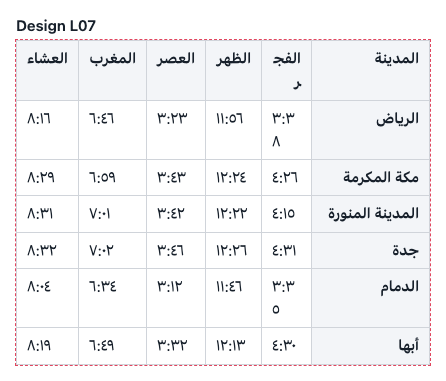 Design L07
المدينة الفجر الظهر العصر المغرب العشاء
الرياض ٣:٣٨ ١١:٥٦ ٣:٢٣ ٦:٤٦ ٨:١٦
مكة المكرمة ٤:٢٦ ١٢:٢٤ ٣:٤٣ ٦:٥٩ ٨:٢٩
المدينة المنورة ٤:١٥ ١٢:٢٢ ٣:٤٢ ٧:٠١ ٨:٣١
جدة ٤:٣١ ١٢:٢٦ ٣:٤٦ ٧:٠٢ ٨:٣٢
الدمام ٣:٣٥ ١١:٤٦ ٣:١٢ ٦:٣٤ ٨:٠٤
أبها ٤:٣٠ ١٢:١٣ ٣:٣٢ ٦:٤٩ ٨:١٩